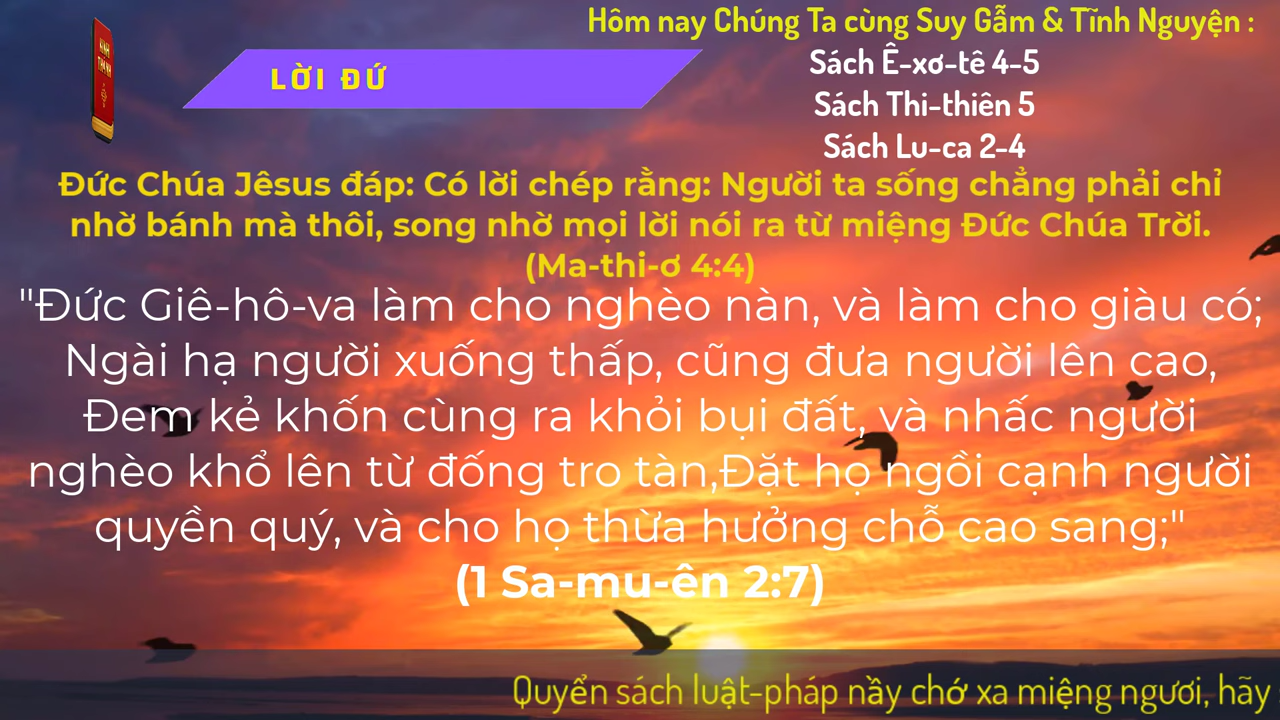 Hôm nay Chúng Ta cùng Suy Gẫm & Tĩnh Nguyện :
Sách Ê-xơ-tê 4-5
Sách Thi-thiên 5
Sách Lu-ca 2-4
KINH
THÁNH
LỜI ĐỨ
Đức Chúa Jêsus đáp: Có lời chép rằng: Người ta sống chẳng phải chỉ
nhờ bánh mà thôi, song nhờ mọi lời nói ra từ miệng Đức Chúa Trời.
(Ma-thi-ơ 4:4)
"Đức Giê-hô-va làm cho nghèo nàn, và làm cho giàu có;
Ngài hạ người xuống thấp, cũng đưa người lên cao,
Đem kẻ khốn cùng ra khỏi bụi đất, và nhấc người
nghèo khổ lên từ đống tro tàn,Đặt họ ngồi cạnh người
quyền quý, và cho họ thừa hưởng chỗ cao sang;"
(1 Sa-mu-ên 2:7)
Quyển sách luật-pháp nầy chớ xa miệng ngươi, hãy